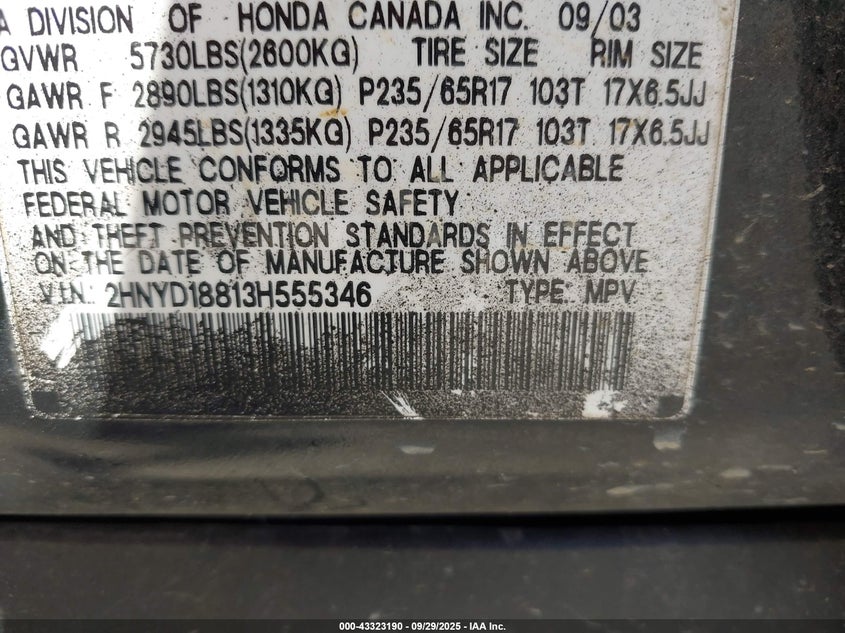 A DIVISION OF HONDA CANADA INC. 09/03
GVWR 5730LBS(2600KG) TIRE SIZE RIM SIZE
GAWR F 2890LBS(1310KG) P235/65R17 103T 17X6.5JJ
GAWR R 2945LBS(1335KG) P235/65R17 103T 17X6.5JJ
THIS VEHICLE CONFORMS TO ALL APPLICABLE
FEDERAL MOTOR VEHICLE SAFETY
AND THEFT PREVENTION STANDARDS IN EFFECT
ON THE DATE OF MANUFACTURE SHOWN ABOVE
V.I.N.: 2HNYD18813H555346 TYPE: MPV
000-43323190 - 09/29/2025 - IAA Inc.